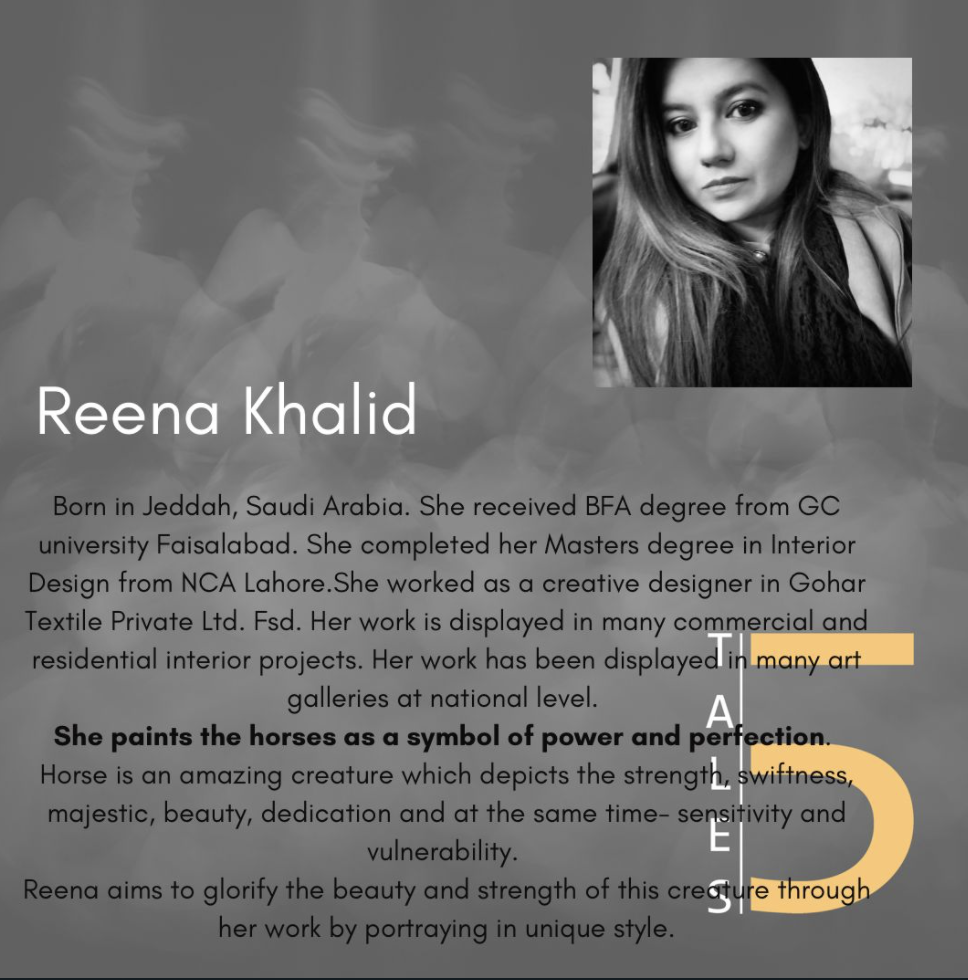 Reena Khalid
Born in Jeddah, Saudi Arabia. She received BFA degree from GC
university Faisalabad. She completed her Masters degree in Interior
Design from NCA Lahore.She worked as a creative designer in Gohar
Textile Private Ltd. Fsd. Her work is displayed in many commercial and
residential interior projects. Her work has been displayed in many art
galleries at national level.
She paints the horses as a symbol of power and perfection.
Horse is an amazing creature which depicts the strength, swiftness,
majestic, beauty, dedication and at the same time- sensitivity and
vulnerability.
Reena aims to glorify the beauty and strength of this creature through
her work by portraying in unique style.
TALES
5